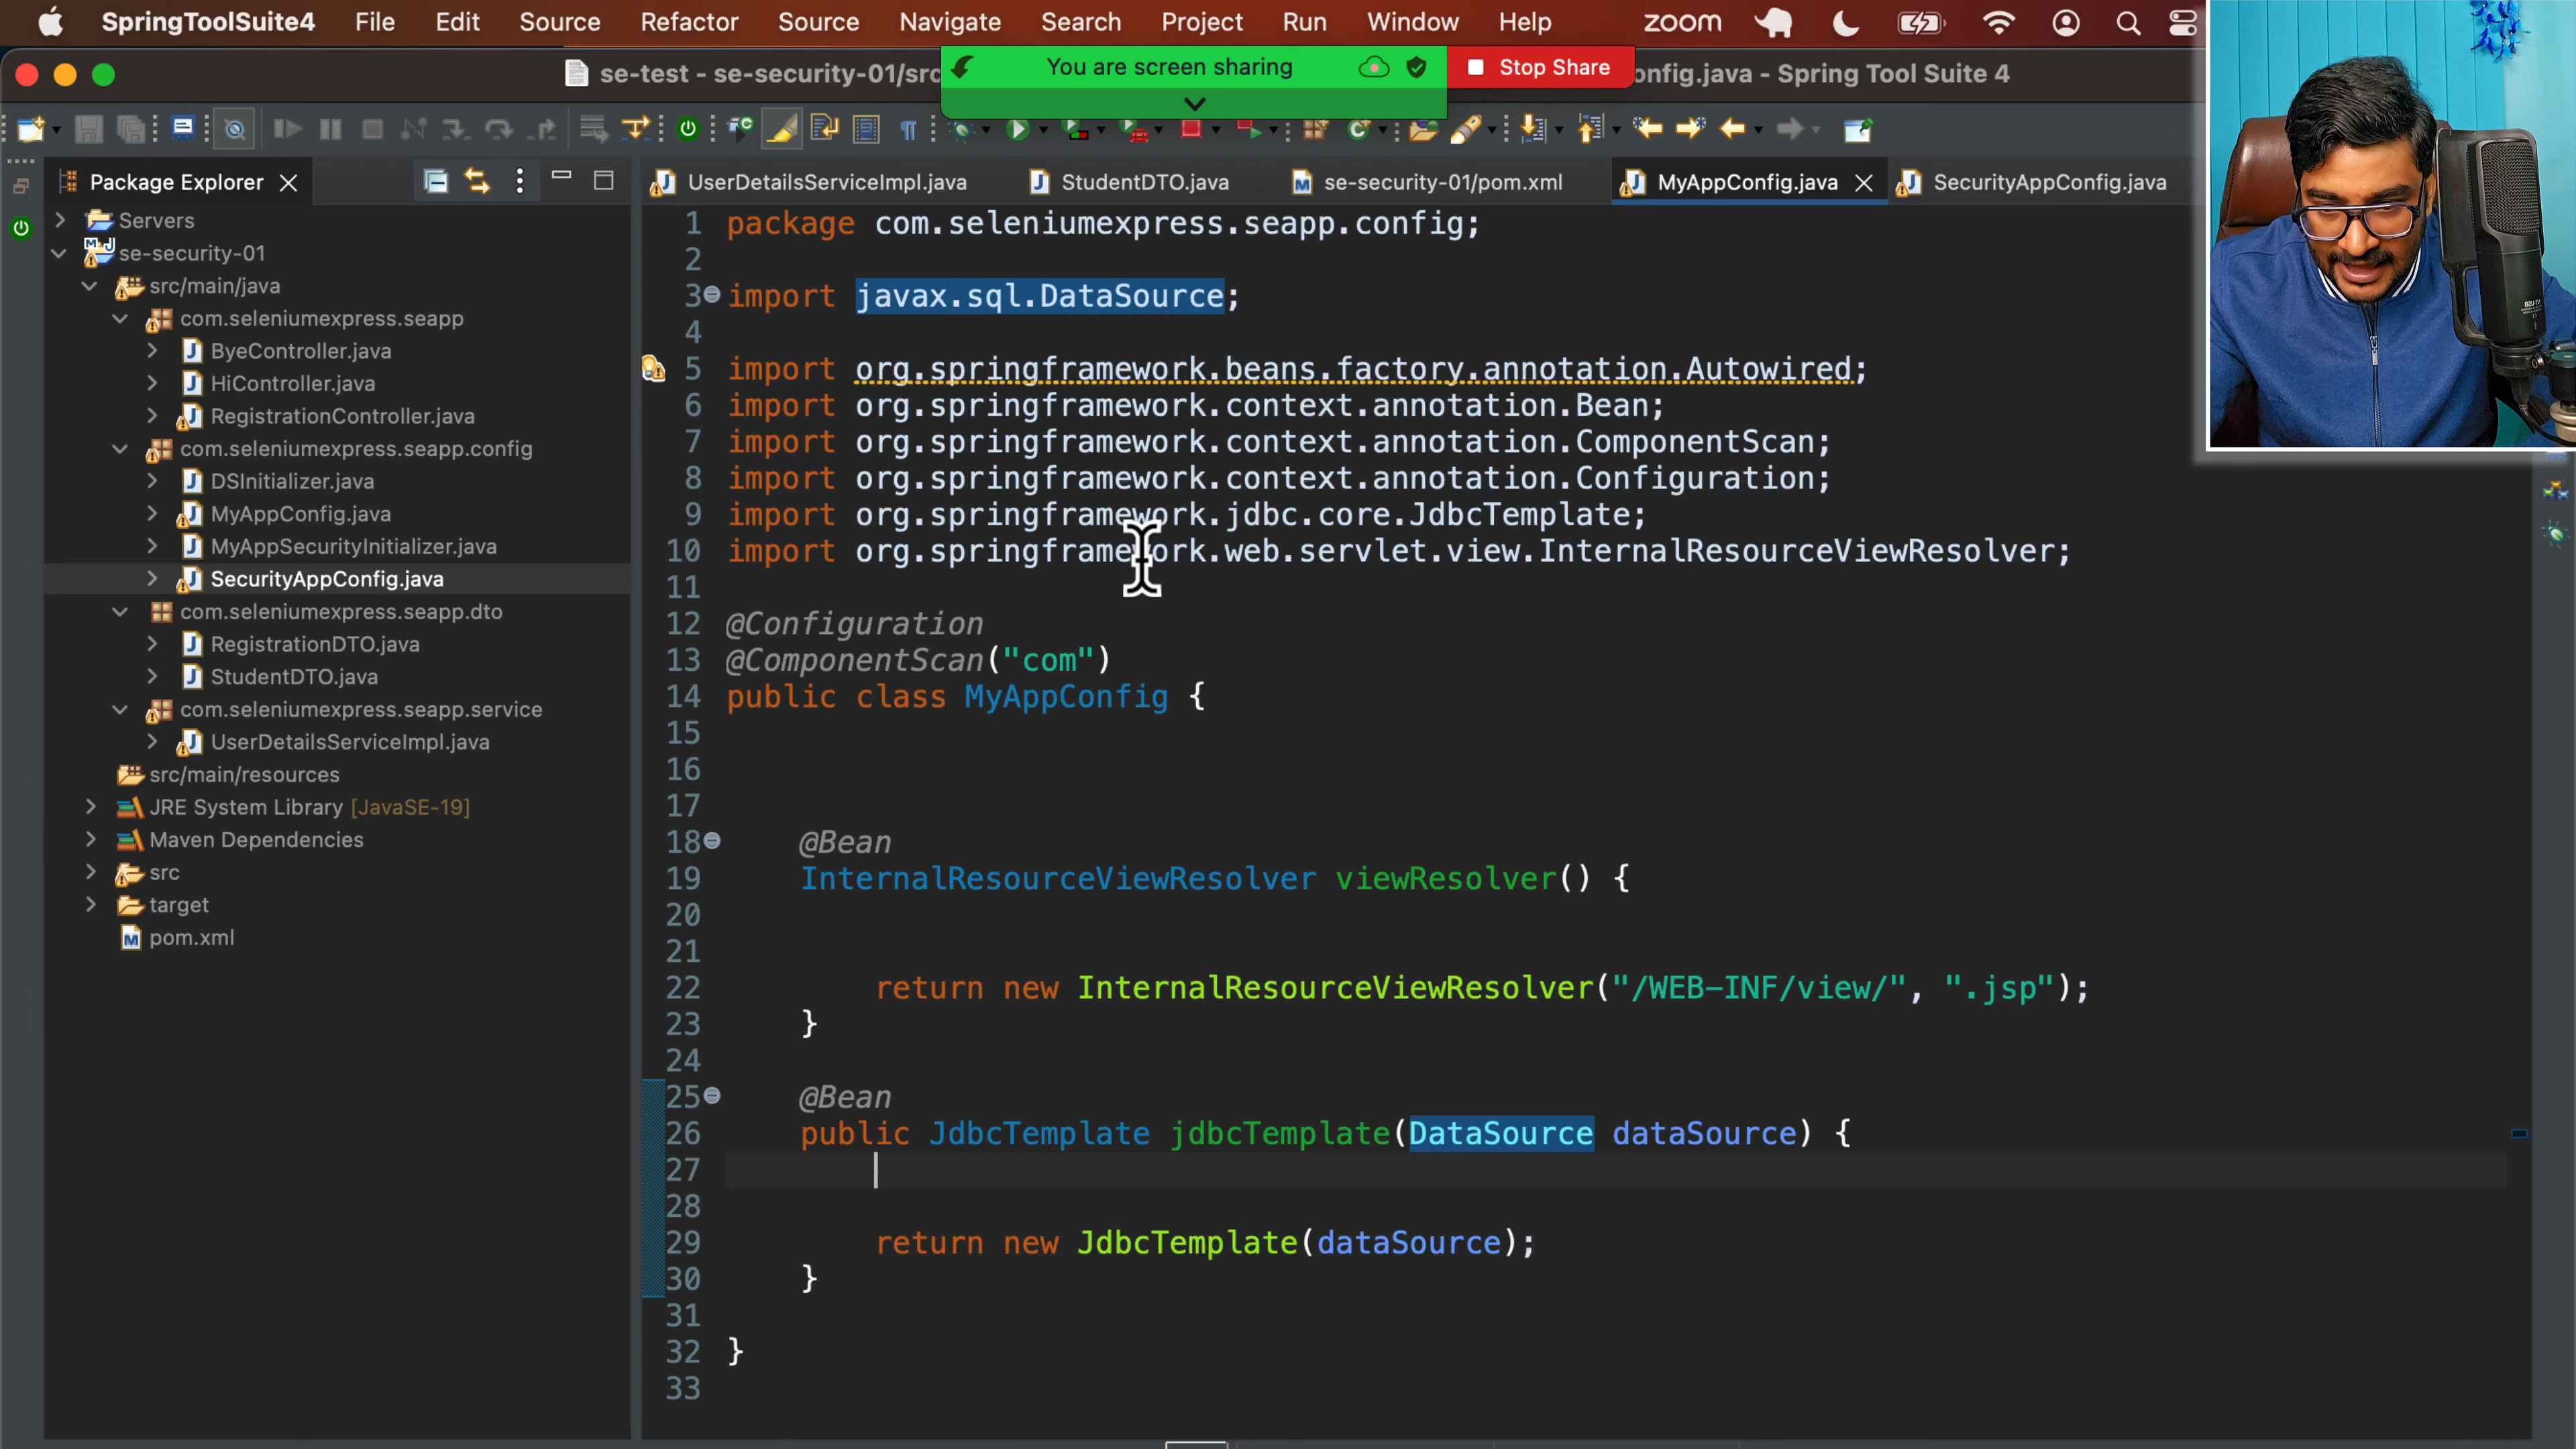 SpringToolSuite4 File Edit Source Refactor Source Navigate Search Project Run Window Help zoom
se-test - se-security-01/src
You are screen sharing
Stop Share
onfig.java - Spring Tool Suite 4
Package Explorer
UserDetailsServiceImpl.java
StudentDTO.java
se-security-01/pom.xml
MyAppConfig.java
SecurityAppConfig.java
Servers
se-security-01
src/main/java
com.seleniumexpress.seapp
ByeController.java
HiController.java
RegistrationController.java
com.seleniumexpress.seapp.config
DSInitializer.java
MyAppConfig.java
MyAppSecurityInitializer.java
SecurityAppConfig.java
com.seleniumexpress.seapp.dto
RegistrationDTO.java
StudentDTO.java
com.seleniumexpress.seapp.service
UserDetailsServiceImpl.java
src/main/resources
JRE System Library [JavaSE-19]
Maven Dependencies
src
target
pom.xml
1 package com.seleniumexpress.seapp.config;
2
3 import javax.sql.DataSource;
4
5 import org.springframework.beans.factory.annotation.Autowired;
6 import org.springframework.context.annotation.Bean;
7 import org.springframework.context.annotation.ComponentScan;
8 import org.springframework.context.annotation.Configuration;
9 import org.springframework.jdbc.core.JdbcTemplate;
10 import org.springframework.web.servlet.view.InternalResourceViewResolver;
11
12 @Configuration
13 @ComponentScan("com")
14 public class MyAppConfig {
15
16
17
18 @Bean
19 InternalResourceViewResolver viewResolver() {
20
21
22 return new InternalResourceViewResolver("/WEB-INF/view/", ".jsp");
23 }
24
25 @Bean
26 public JdbcTemplate jdbcTemplate(DataSource dataSource) {
27
28
29 return new JdbcTemplate(dataSource);
30 }
31
32 }
33